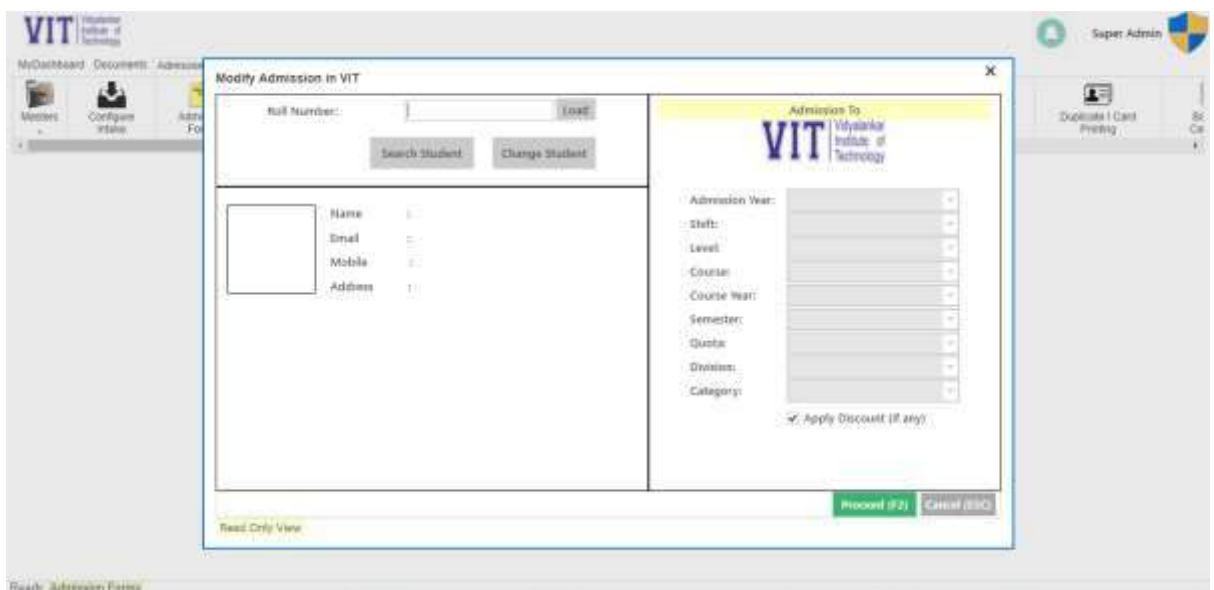 VIT Vidyalankar Institute of Technology
Super Admin
MyDashboard Documents Admission
Masters
Configure Intake
Duplicate I Card Printing
Modify Admission in VIT
x
Roll Number: Load
Search Student Change Student
Name :
Email :
Mobile :
Address :
Admission To
VIT Vidyalankar Institute of Technology
Admission Year:
Shift:
Level:
Course:
Course Year:
Semester:
Quota:
Division:
Category:
Apply Discount (if any)
Proceed (F2) Cancel (ESC)
Read Only View
Ready Admission Forms